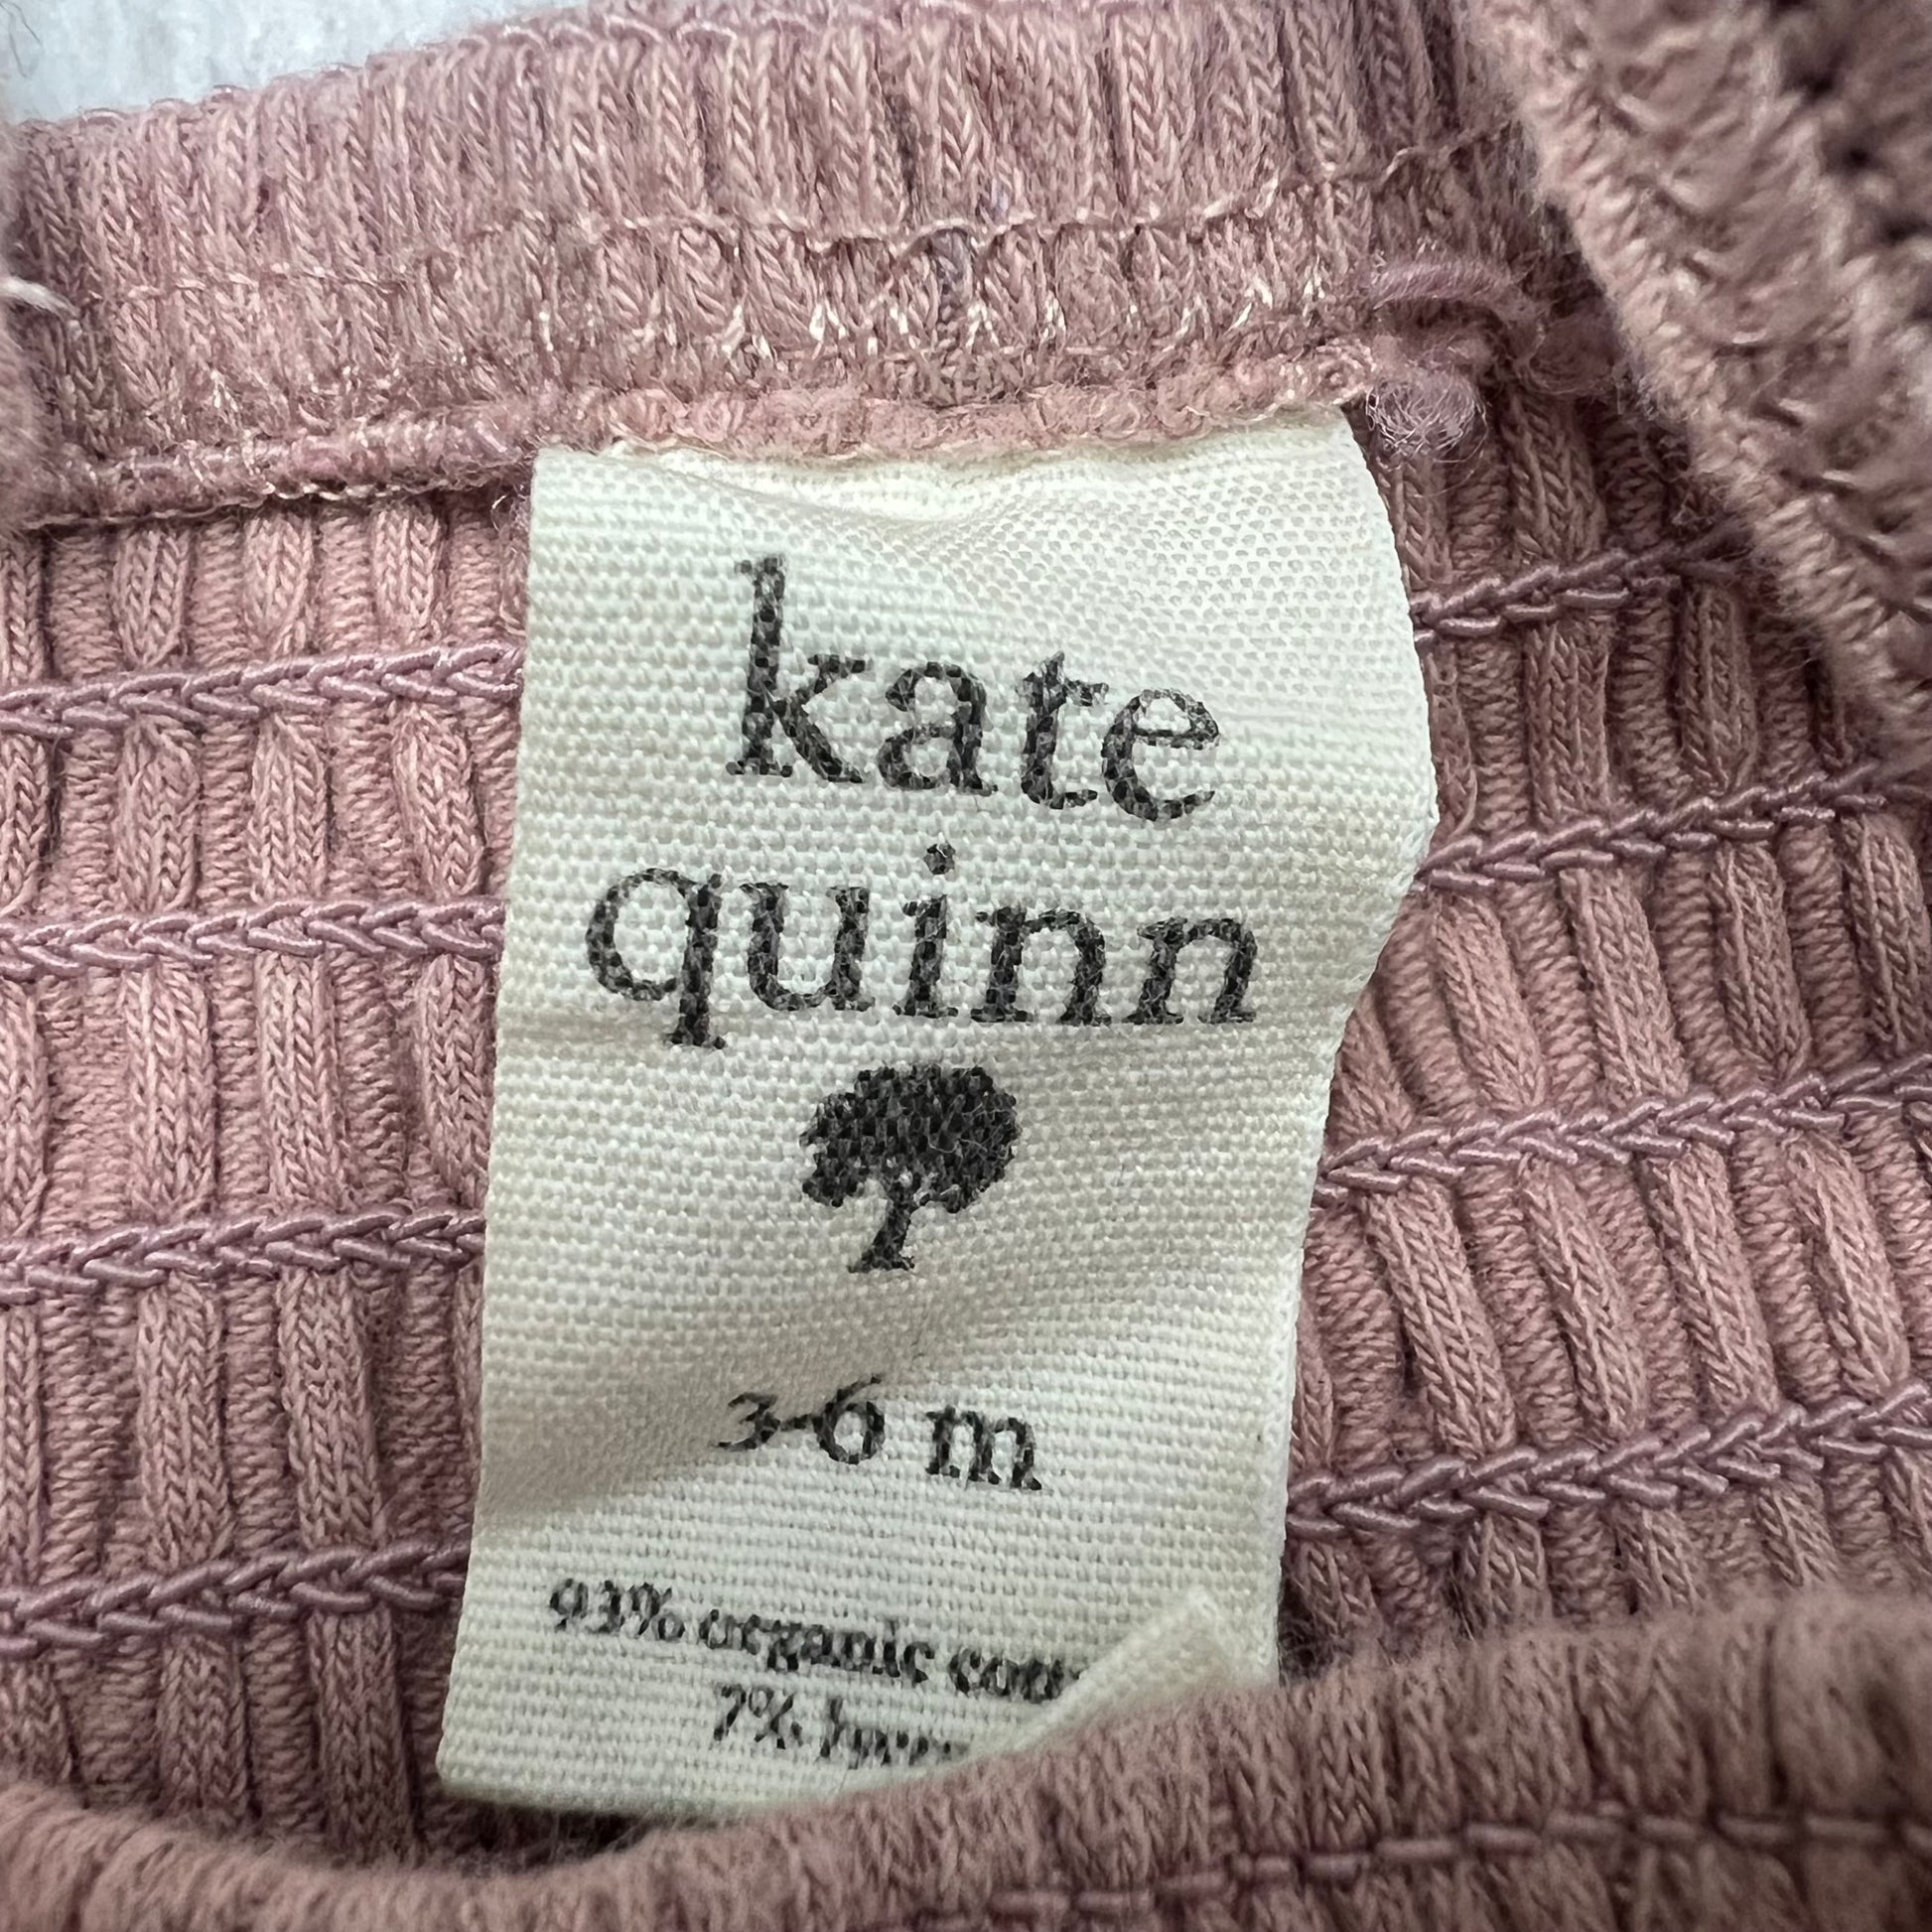 kate
quinn
3-6 m
93% organic
7%